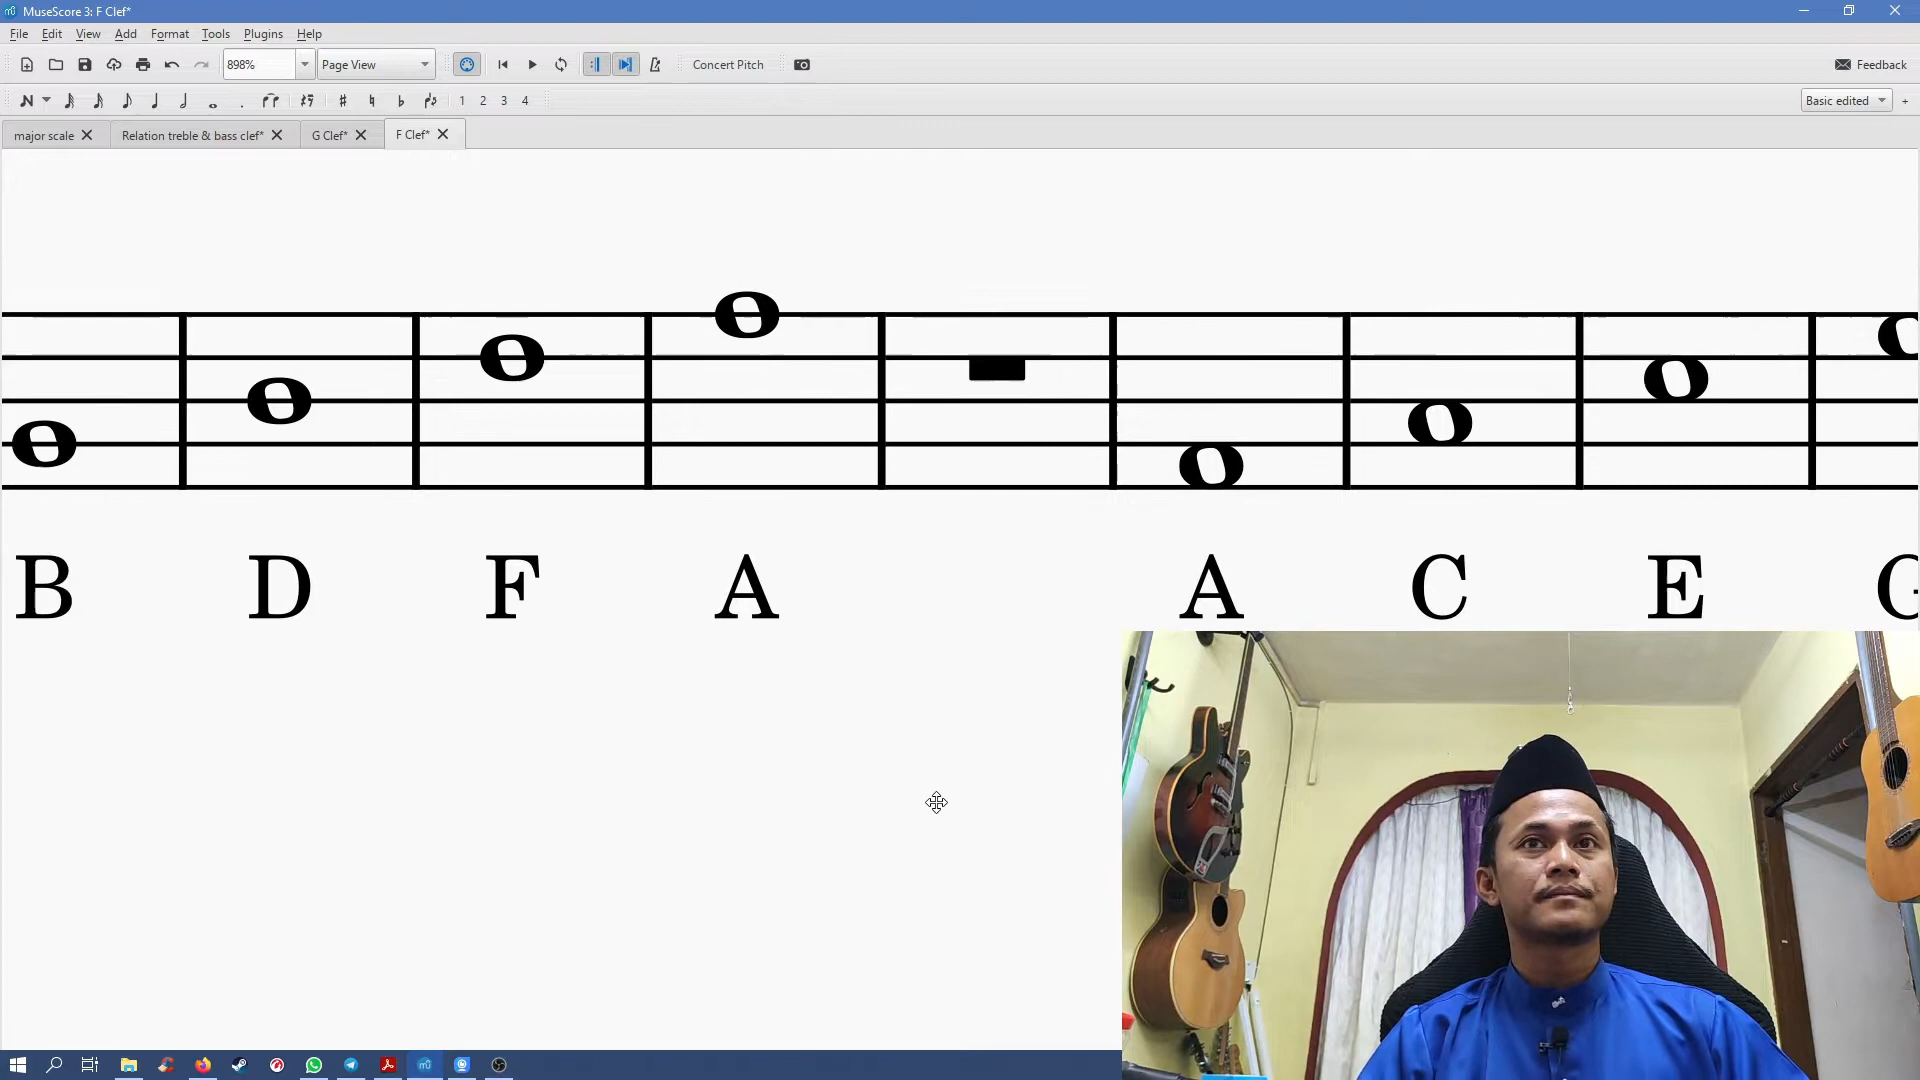 MuseScore 3: F Clef*
File Edit View Add Format Tools Plugins Help
898% Page View Concert Pitch Feedback
1 2 3 4 Basic edited +
major scale Relation treble & bass clef* G Clef* F Clef*
B D F A A C E G